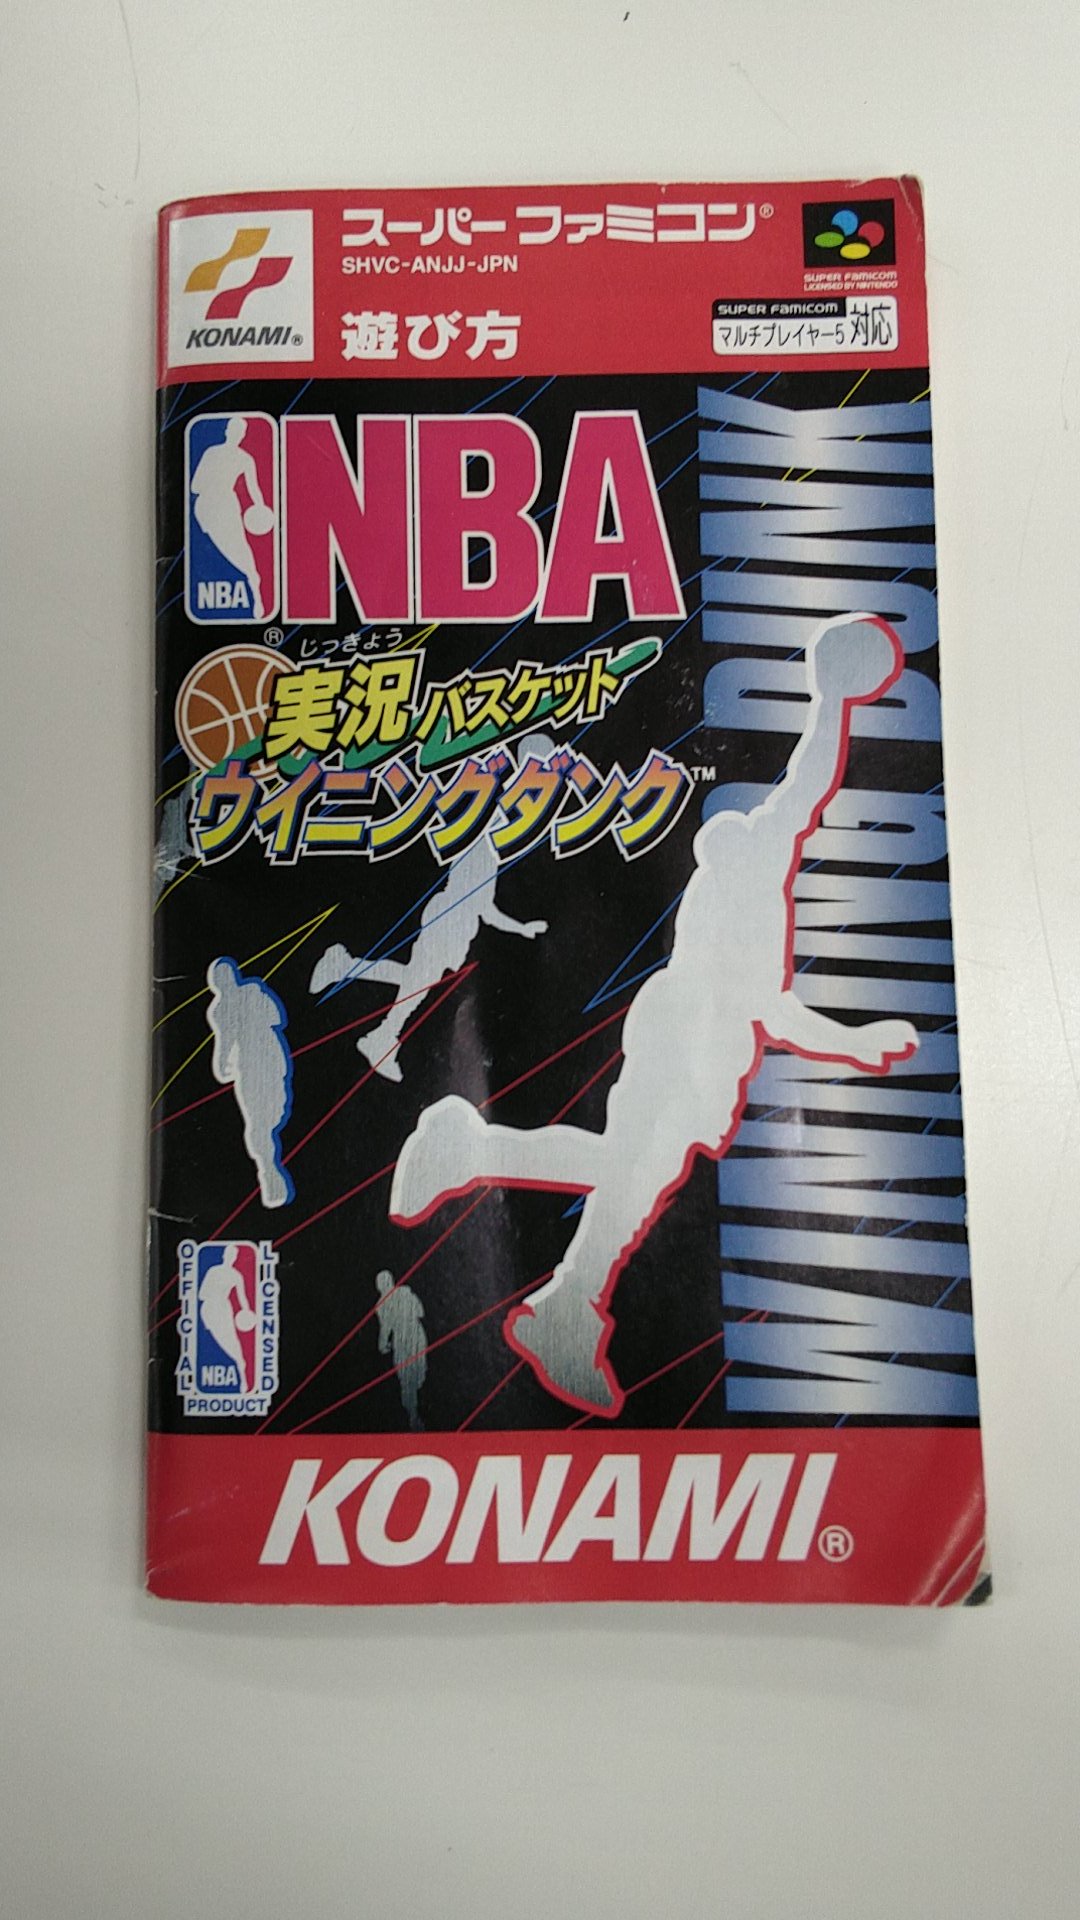 KONAMI®
スーパーファミコン®
SHVC-ANJJ-JPN
遊び方
SUPER FAMICOM
LICENSED BY NINTENDO
SUPER FAMICOM
マルチプレイヤー5 対応
NBA
NBA
®
じっきょう
実況バスケット
ウイニングダンク™
WINNING DUNK
OFFICIAL
LICENSED
NBA
PRODUCT
KONAMI®